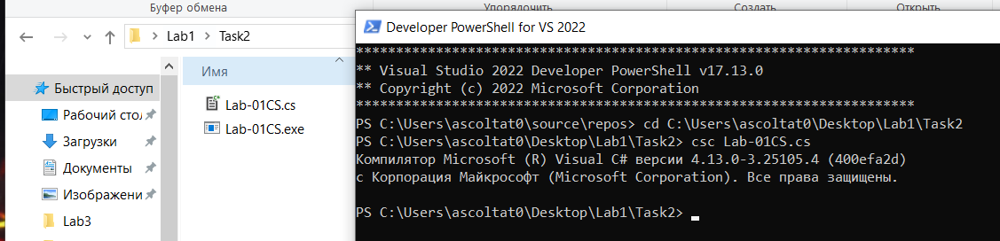 Буфер обмена
Упорядочить
Создать
Открыть
Lab1 > Task2
Имя
Быстрый доступ
Рабочий стол
Загрузки
Документы
Изображени
Lab3
Lab-01CS.cs
Lab-01CS.exe
Developer PowerShell for VS 2022
**********************************************************************
** Visual Studio 2022 Developer PowerShell v17.13.0
** Copyright (c) 2022 Microsoft Corporation
**********************************************************************
PS C:\Users\ascoltat0\source\repos> cd C:\Users\ascoltat0\Desktop\Lab1\Task2
PS C:\Users\ascoltat0\Desktop\Lab1\Task2> csc Lab-01CS.cs
Компилятор Microsoft (R) Visual C# версии 4.13.0-3.25105.4 (400efa2d)
c Корпорация Майкрософт (Microsoft Corporation). Все права защищены.
PS C:\Users\ascoltat0\Desktop\Lab1\Task2>